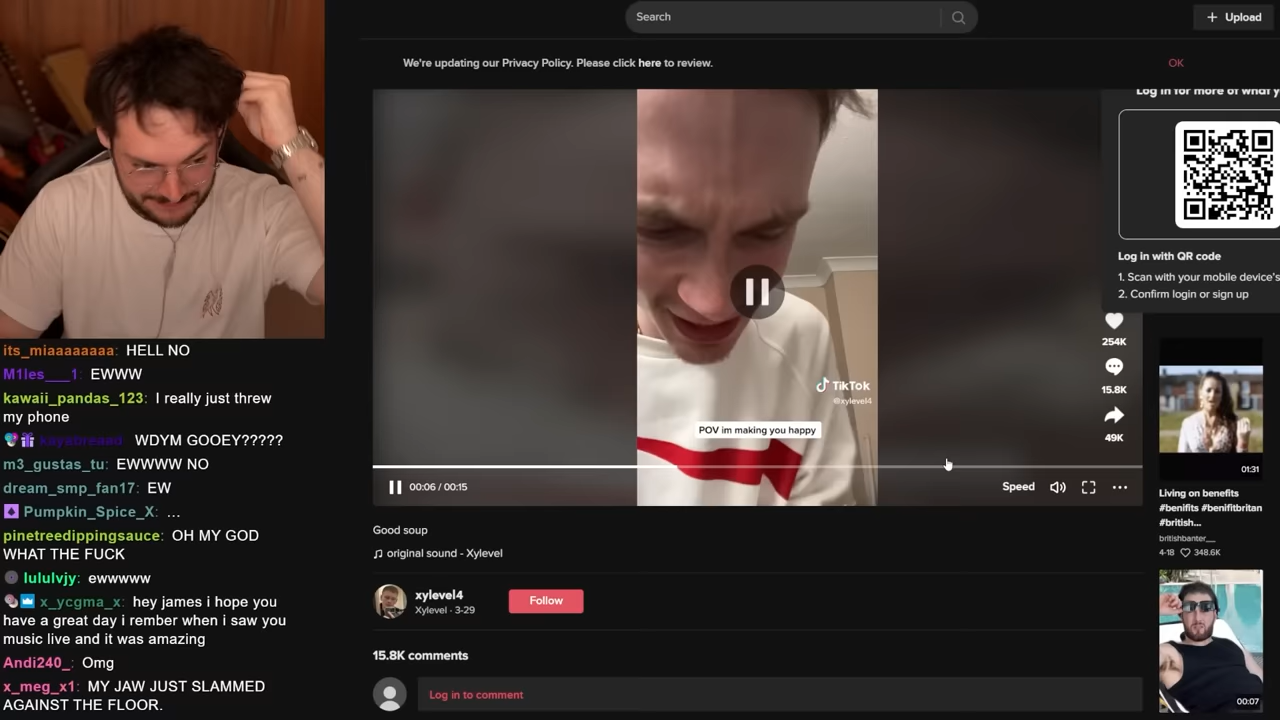 Search
Upload
We're updating our Privacy Policy. Please click here to review.
OK
Log in for more of what y
Log in with QR code
1. Scan with your mobile device's
2. Confirm login or sign up
254K
15.8K
49K
TikTok
@xylevel4
POV im making you happy
00:06 / 00:15
Speed
Good soup
original sound - Xylevel
xylevel4
Xylevel · 3-29
Follow
15.8K comments
Log in to comment
01:31
Living on benefits
#benifits #benifitbritan
#british...
britishbanter__
4-18
348.6K
00:07
its_miaaaaaaaa: HELL NO
M1les___1: EWWW
kawaii_pandas_123: I really just threw
my phone
WDYM GOOEY?????
m3_gustas_tu: EWWWW NO
dream_smp_fan17: EW
Pumpkin_Spice_X: ...
pinetreedippingsauce: OH MY GOD
WHAT THE FUCK
lululvjy: ewwwww
x_ycgma_x: hey james i hope you
have a great day i rember when i saw you
music live and it was amazing
Andi240_: Omg
x_meg_x1: MY JAW JUST SLAMMED
AGAINST THE FLOOR.